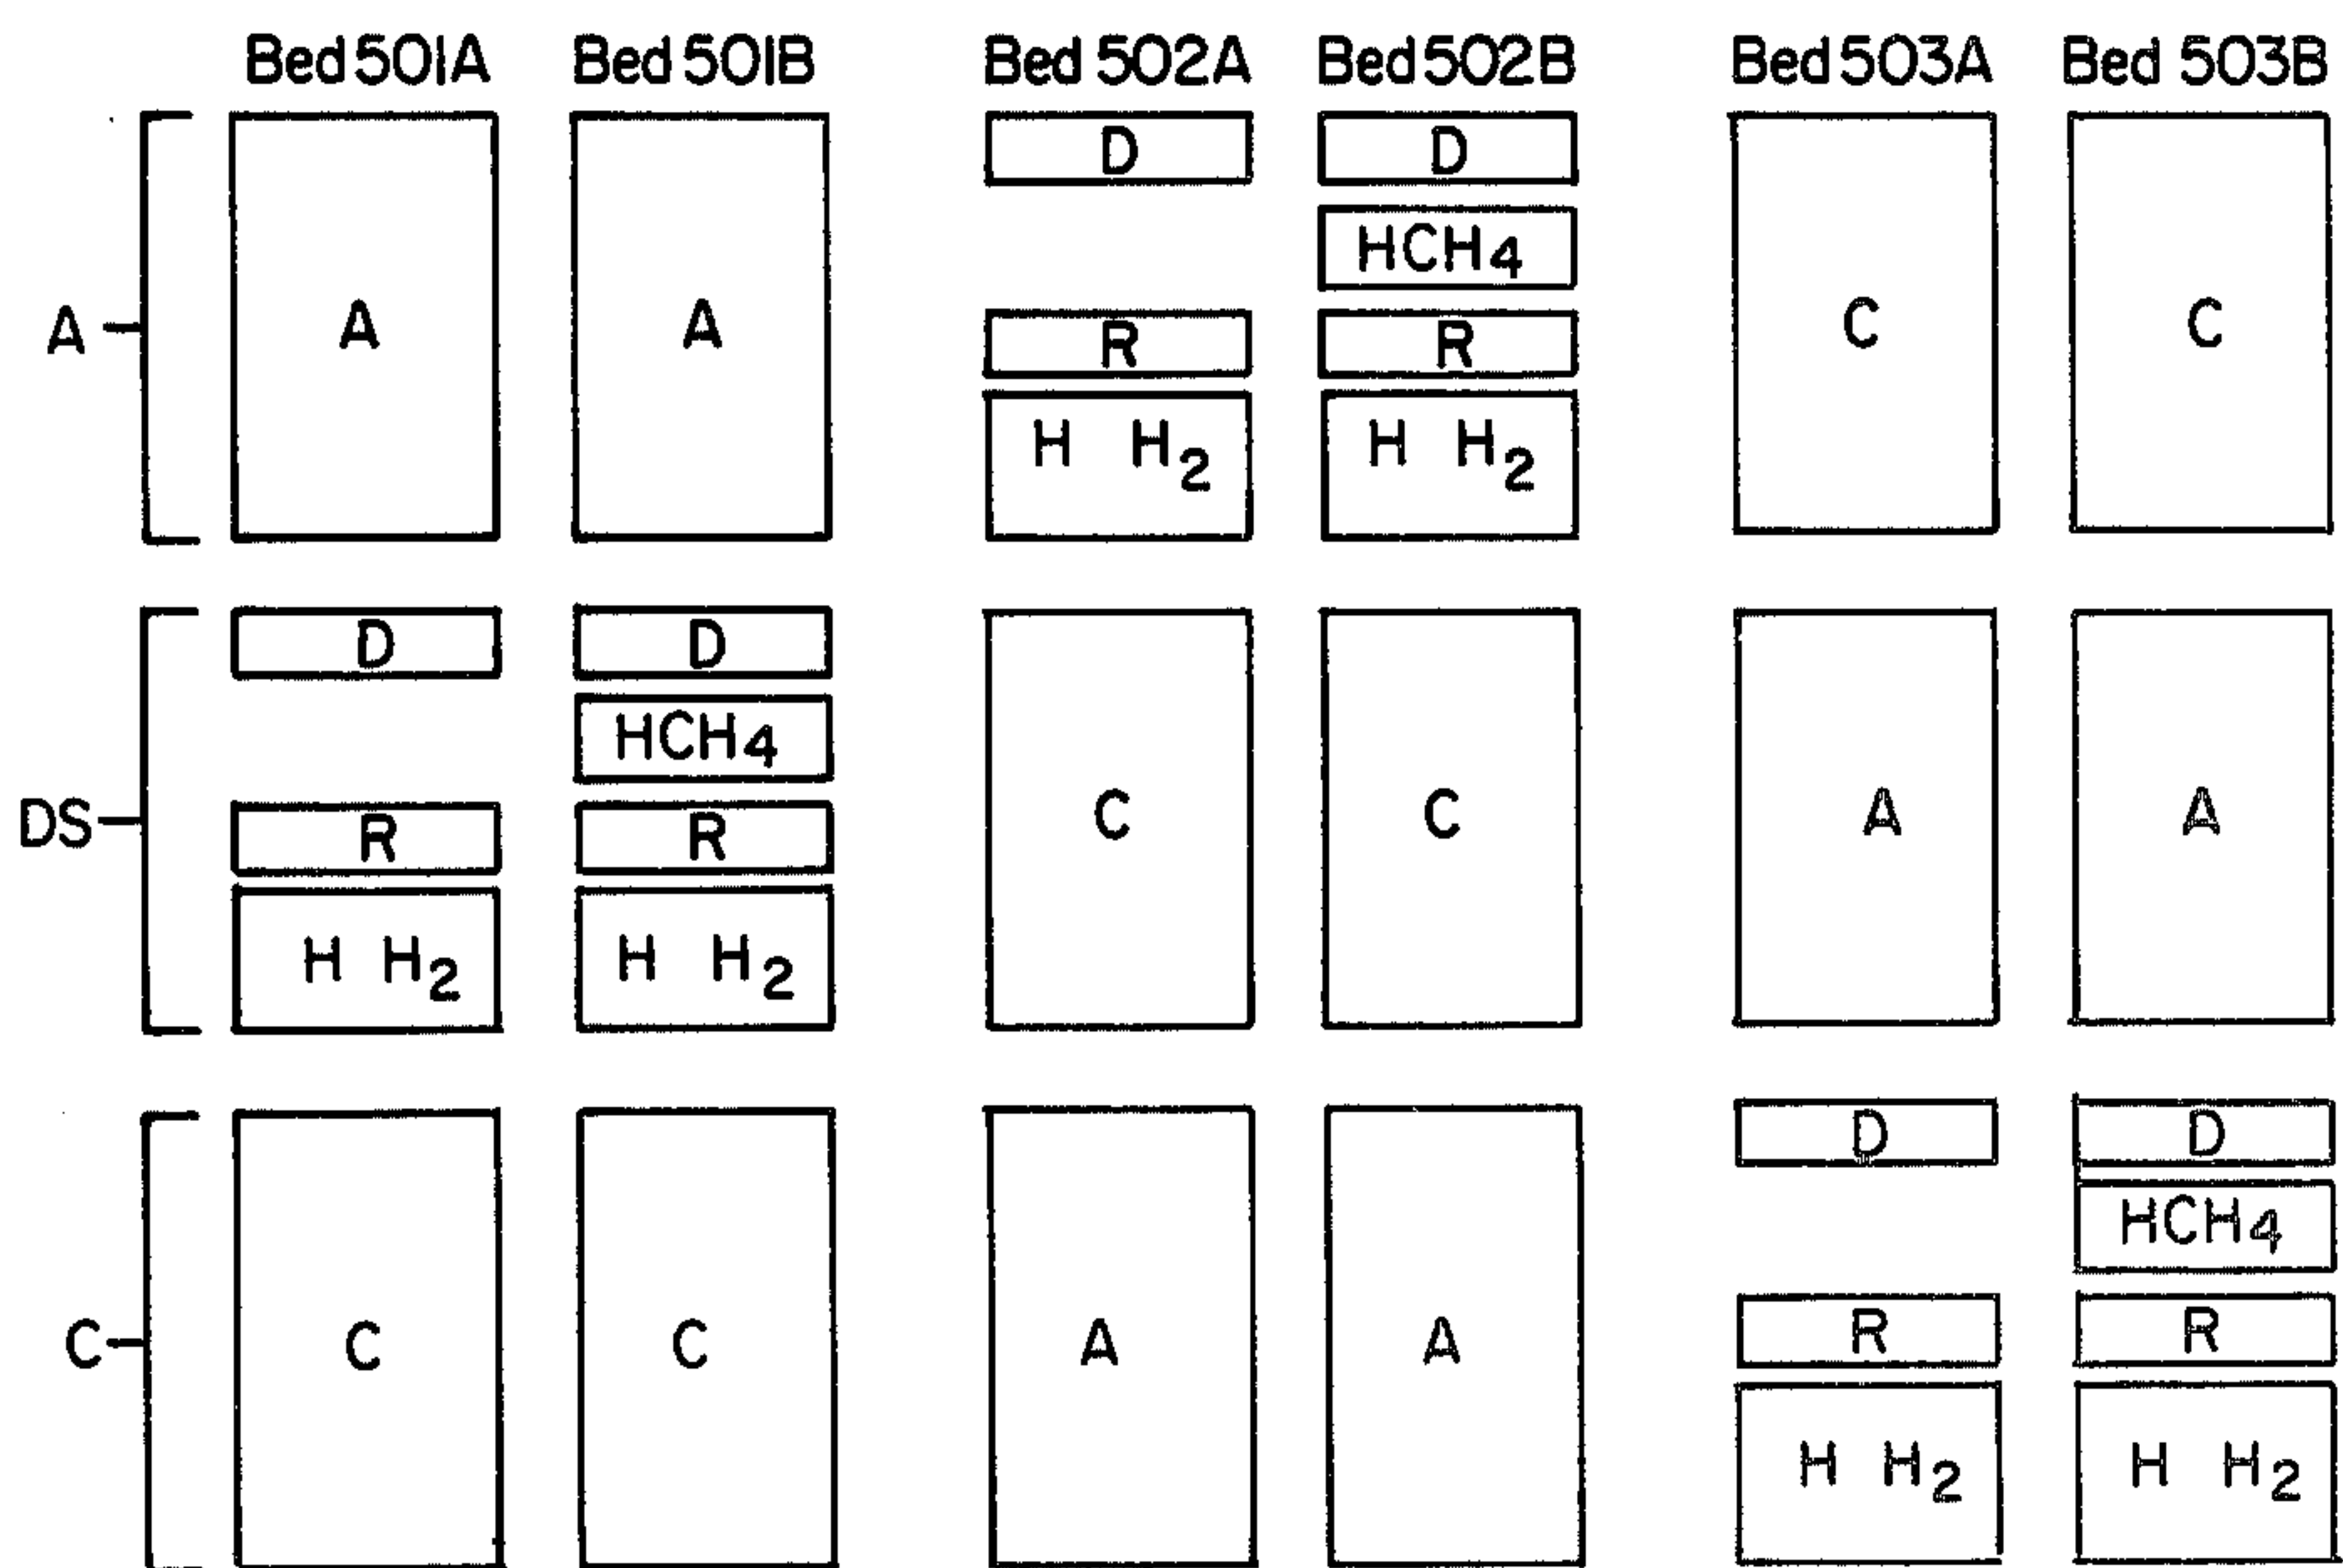 Bed 501A Bed 501B Bed 502A Bed 502B Bed 503A Bed 503B
D D
HCH4
A A A R R C C
H H2 H H2
D D
HCH4
DS R R C C A A
H H2 H H2
D D
HCH4
C C C A A R R
H H2 H H2